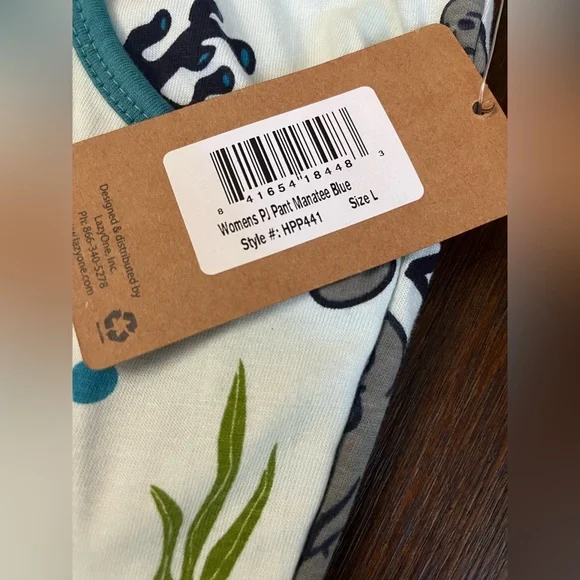 8 41654 18448 3
Womens PJ Pant Manatee Blue
Style #: HPP441 Size L
Designed & distributed by
LazyOne, Inc.
Ph: 866-340-5278
w.lazyone.com